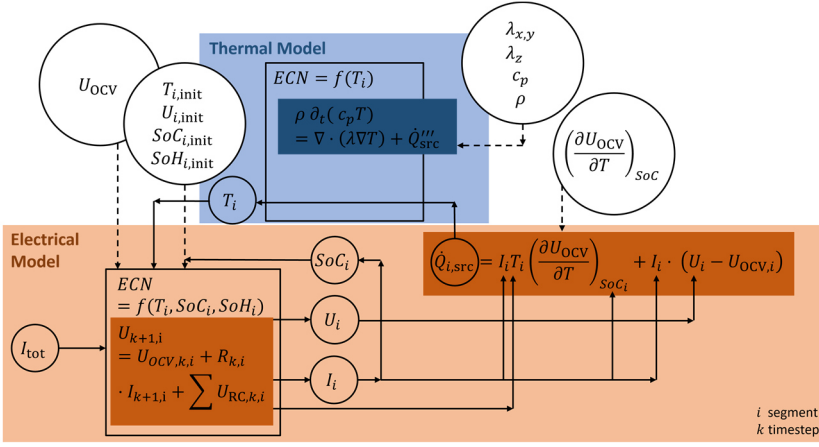 Thermal Model
U_OCV
T_i,init
U_i,init
SoC_i,init
SoH_i,init
λ_x,y
λ_z
c_p
ρ
ECN = f(T_i)
ρ ∂_t( c_p T)
= ∇ · (λ∇T) + Q̇‴_src
(∂U_OCV / ∂T)_SoC
T_i
Electrical
Model
SoC_i
Q̇_i,src = I_i T_i (∂U_OCV / ∂T)_SoC_i + I_i · (U_i − U_OCV,i)
ECN
= f(T_i, SoC_i, SoH_i)
U_i
I_tot
U_k+1,i
= U_OCV,k,i + R_k,i
· I_k+1,i + ∑ U_RC,k,i
I_i
i segment
k timestep